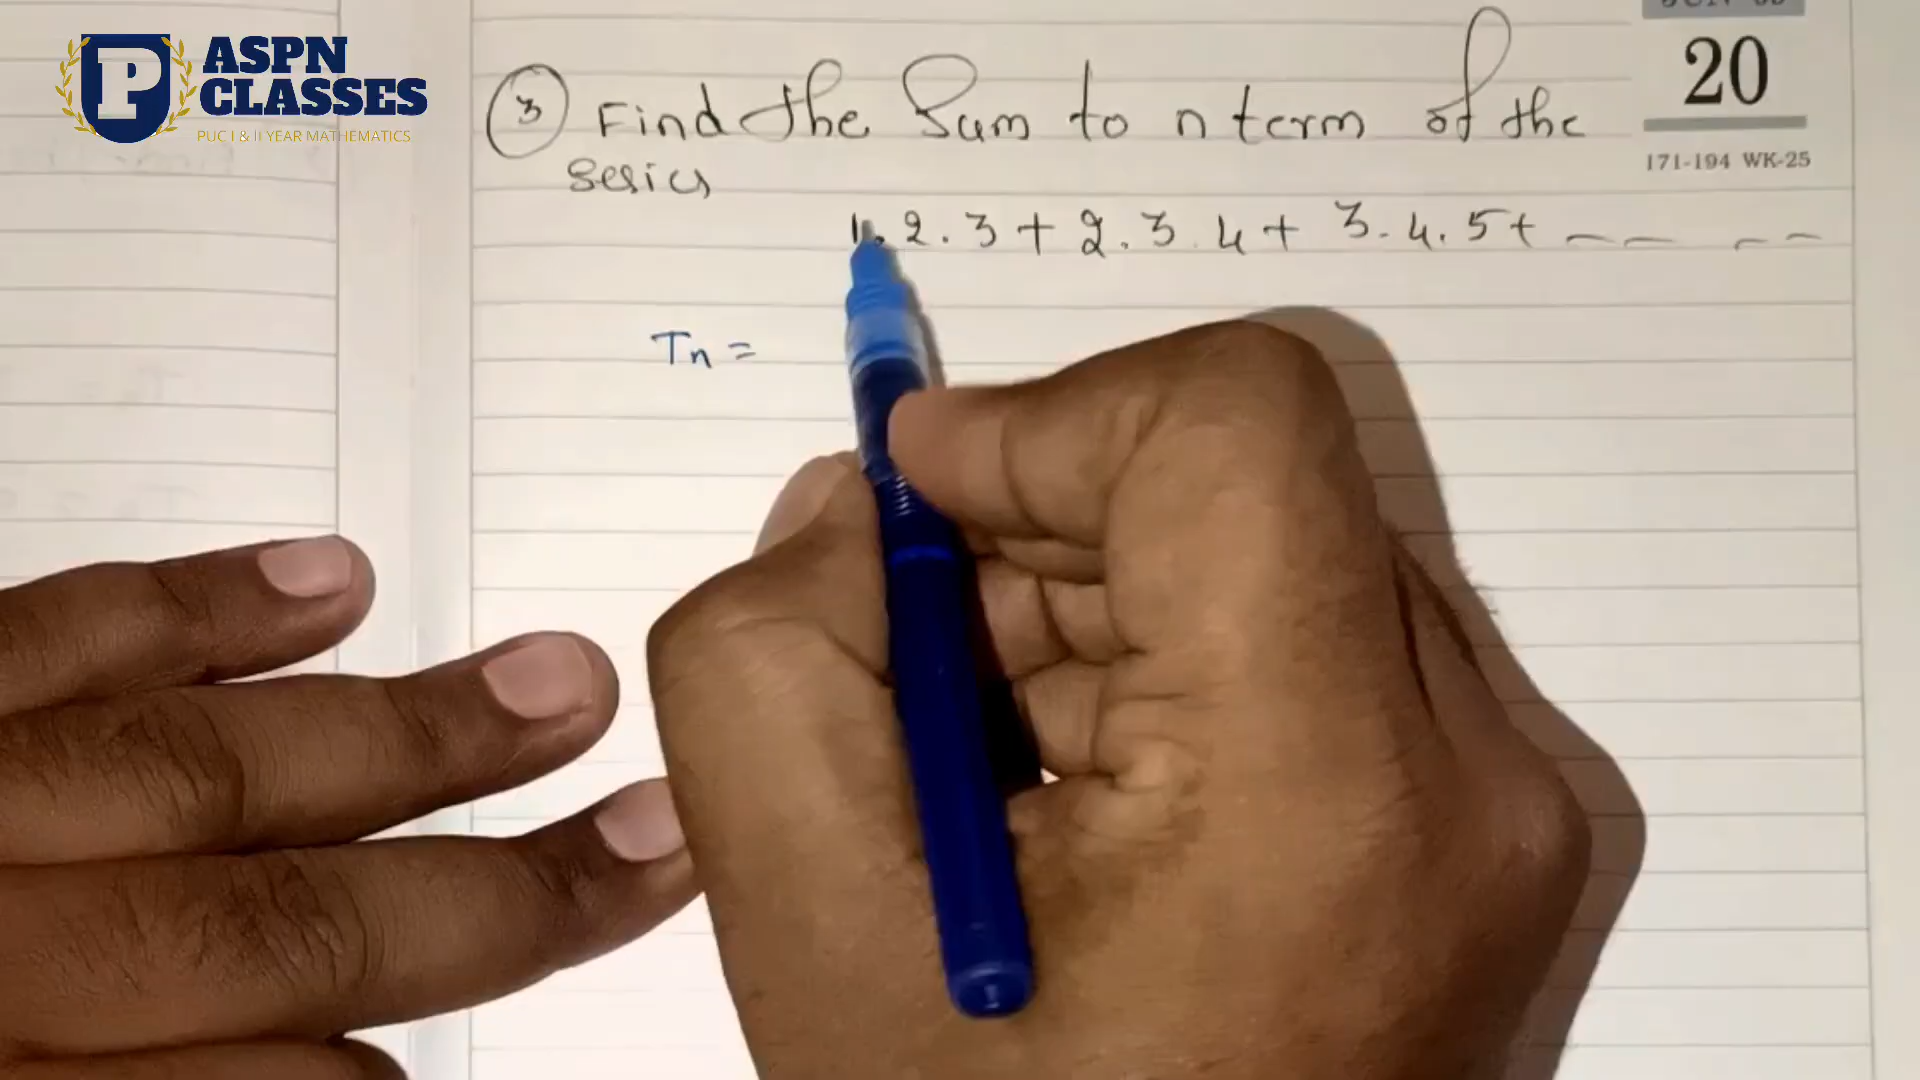 ASPN
CLASSES
PUC I & II YEAR MATHEMATICS
P
20
171-194 WK-25
3 Find the Sum to n term of the
Series
1.2.3 + 2.3.4 + 3.4.5 + -- --
Tn =